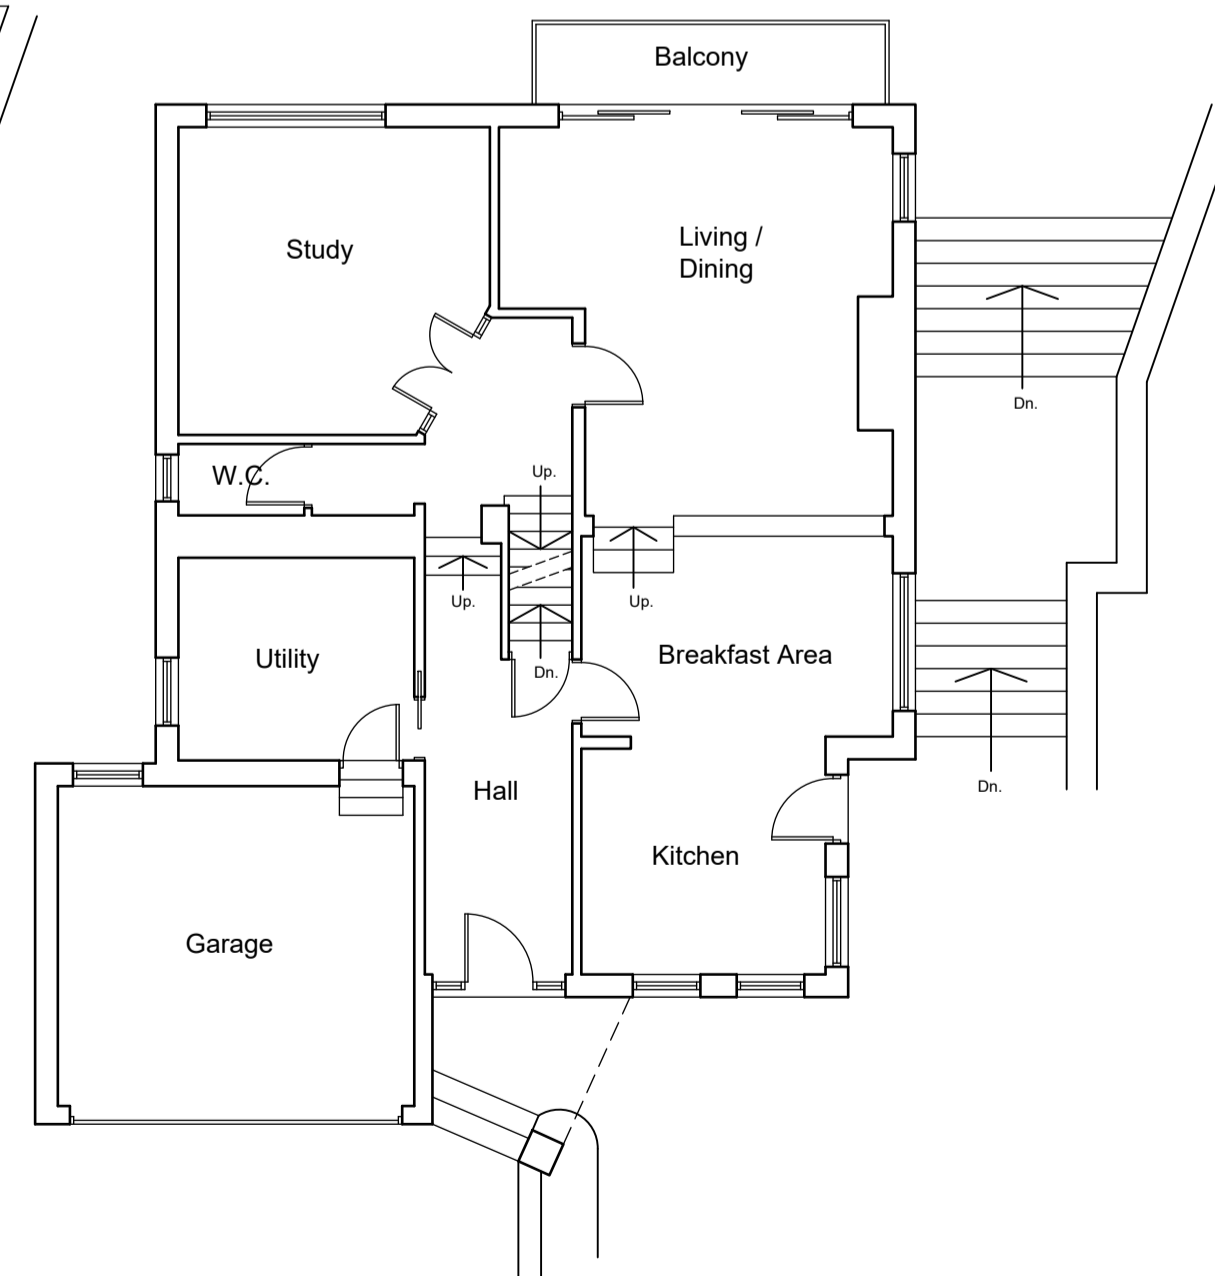 Balcony
Study
Living /
Dining
Dn.
W.C.
Up.
Up.
Up.
Utility
Breakfast Area
Dn.
Hall
Dn.
Kitchen
Garage